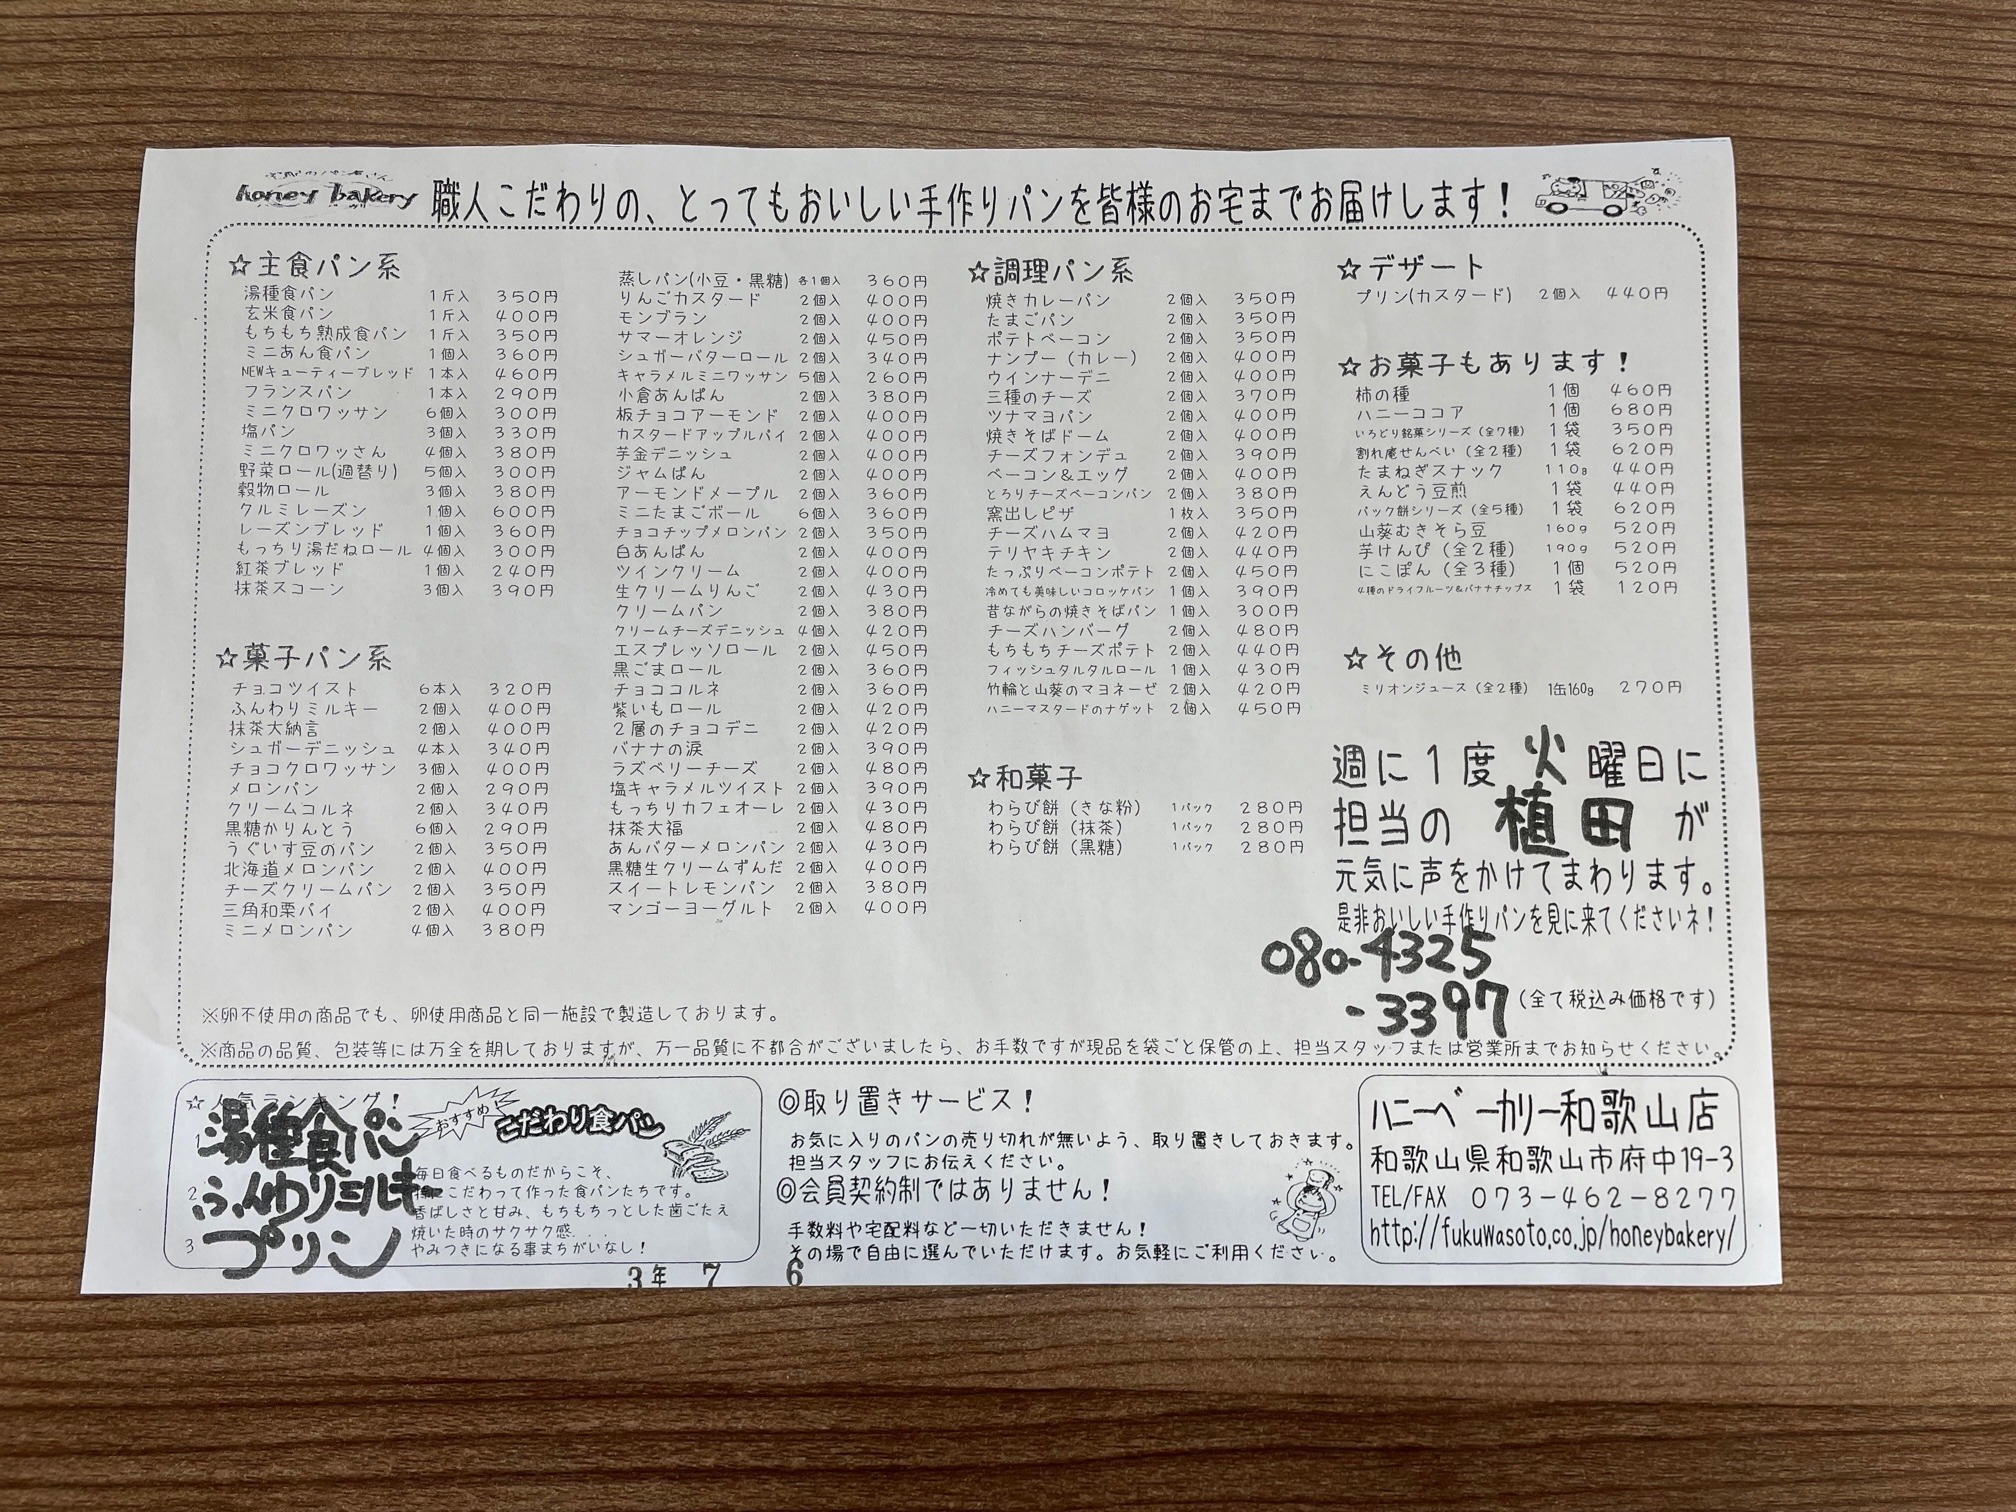 honey bakery
職人こだわりの、とってもおいしい手作りパンを皆様のお宅までお届けします！
☆主食パン系
湯種食パン 1斤入 350円
玄米食パン 1斤入 400円
もちもち熟成食パン 1斤入 350円
ミニあん食パン 1個入 360円
NEWキューティーブレッド 1本入 460円
フランスパン 1本入 290円
ミニクロワッサン 6個入 300円
塩パン 3個入 330円
ミニクロワッさん 4個入 380円
野菜ロール(週替り) 5個入 300円
穀物ロール 3個入 380円
クルミレーズン 1個入 600円
レーズンブレッド 1個入 360円
もっちり湯だねロール 4個入 300円
紅茶ブレッド 1個入 240円
抹茶スコーン 3個入 390円
☆菓子パン系
チョコツイスト 6本入 320円
ふんわりミルキー 2個入 400円
抹茶大納言 2個入 400円
シュガーデニッシュ 4本入 340円
チョコクロワッサン 3個入 400円
メロンパン 2個入 290円
クリームコルネ 2個入 340円
黒糖かりんとう 6個入 290円
うぐいす豆のパン 2個入 350円
北海道メロンパン 2個入 400円
チーズクリームパン 2個入 350円
三角和栗パイ 2個入 400円
ミニメロンパン 4個入 380円
蒸しパン(小豆・黒糖) 各1個入 360円
りんごカスタード 2個入 400円
モンブラン 2個入 400円
サマーオレンジ 2個入 450円
シュガーバターロール 2個入 340円
キャラメルミニワッサン 5個入 260円
小倉あんぱん 2個入 380円
板チョコアーモンド 2個入 400円
カスタードアップルパイ 2個入 400円
芋金デニッシュ 2個入 400円
ジャムぱん 2個入 400円
アーモンドメープル 2個入 360円
ミニたまごボール 6個入 360円
チョコチップメロンパン 2個入 350円
白あんぱん 2個入 400円
ツインクリーム 2個入 400円
生クリームりんご 2個入 430円
クリームパン 2個入 380円
クリームチーズデニッシュ 4個入 420円
エスプレッソロール 2個入 450円
黒ごまロール 2個入 360円
チョココルネ 2個入 360円
紫いもロール 2個入 420円
2層のチョコデニ 2個入 420円
バナナの涙 2個入 390円
ラズベリーチーズ 2個入 480円
塩キャラメルツイスト 2個入 390円
もっちりカフェオーレ 2個入 430円
抹茶大福 2個入 480円
あんバターメロンパン 2個入 430円
黒糖生クリームずんだ 2個入 400円
スイートレモンパン 2個入 380円
マンゴーヨーグルト 2個入 400円
☆調理パン系
焼きカレーパン 2個入 350円
たまごパン 2個入 350円
ポテトベーコン 2個入 350円
ナンプー（カレー） 2個入 400円
ウインナーデニ 2個入 400円
三種のチーズ 2個入 370円
ツナマヨパン 2個入 400円
焼きそばドーム 2個入 400円
チーズフォンデュ 2個入 390円
ベーコン＆エッグ 2個入 400円
とろりチーズベーコンパン 2個入 380円
窯出しピザ 1枚入 350円
チーズハムマヨ 2個入 420円
テリヤキチキン 2個入 440円
たっぷりベーコンポテト 2個入 450円
冷めても美味しいコロッケパン 1個入 390円
昔ながらの焼きそばパン 1個入 300円
チーズハンバーグ 2個入 480円
もちもちチーズポテト 2個入 440円
フィッシュタルタルロール 1個入 430円
竹輪と山葵のマヨネーゼ 2個入 420円
ハニーマスタードのナゲット 2個入 450円
☆和菓子
わらび餅（きな粉） 1パック 280円
わらび餅（抹茶） 1パック 280円
わらび餅（黒糖） 1パック 280円
☆デザート
プリン(カスタード) 2個入 440円
☆お菓子もあります！
柿の種 1個 460円
ハニーココア 1個 680円
いろどり銘菓シリーズ（全7種） 1袋 350円
割れ庵せんべい（全2種） 1袋 620円
たまねぎスナック 110g 440円
えんどう豆煎 1袋 440円
パック餅シリーズ（全5種） 1袋 620円
山葵むきそら豆 160g 520円
芋けんぴ（全2種） 190g 520円
にこぽん（全3種） 1個 520円
4種のドライフルーツ&バナナチップス 1袋 120円
☆その他
ミリオンジュース（全2種） 1缶160g 270円
週に1度火曜日に
担当の 植田 が
元気に声をかけてまわります。
是非おいしい手作りパンを見に来てくださいネ！
080-4325
-3397
（全て税込み価格です）
※卵不使用の商品でも、卵使用商品と同一施設で製造しております。
※商品の品質、包装等には万全を期しておりますが、万一品質に不都合がございましたら、お手数ですが現品を袋ごと保管の上、担当スタッフまたは営業所までお知らせください。
☆人気ランキング！
1 湯種食パン
2 ふんわりミルキー
3 プリン
おすすめ
こだわり食パン
毎日食べるものだからこそ、
こだわって作った食パンたちです。
香ばしさと甘み、もちもちっとした歯ごたえ
焼いた時のサクサク感...
やみつきになる事まちがいなし！
◎取り置きサービス！
お気に入りのパンの売り切れが無いよう、取り置きしておきます。
担当スタッフにお伝えください。
◎会員契約制ではありません！
手数料や宅配料など一切いただきません！
その場で自由に選んでいただけます。お気軽にご利用ください。
ハニーベーカリー和歌山店
和歌山県和歌山市府中19-3
TEL/FAX 073-462-8277
http://fukuwasoto.co.jp/honeybakery/
3年 7 6